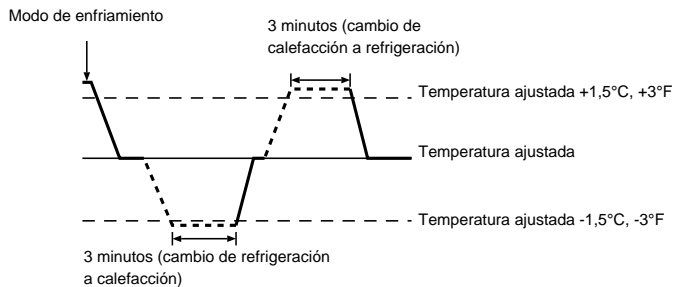 Modo de enfriamiento
3 minutos (cambio de
calefacción a refrigeración)
Temperatura ajustada +1,5°C, +3°F
Temperatura ajustada
Temperatura ajustada -1,5°C, -3°F
3 minutos (cambio de refrigeración
a calefacción)